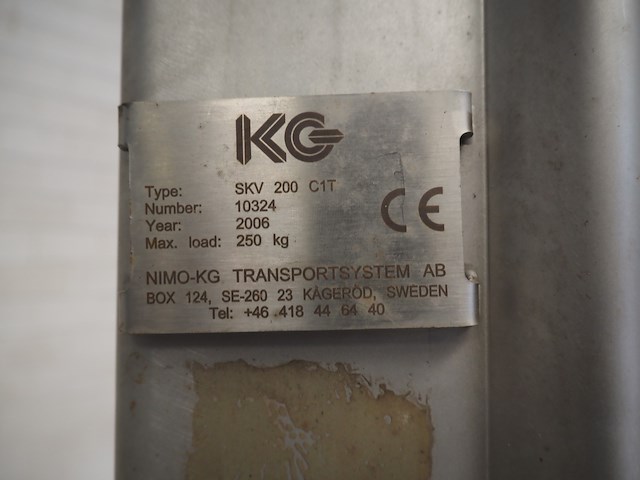 KG
Type: SKV 200 C1T
Number: 10324
Year: 2006
Max. load: 250 kg
CE
NIMO-KG TRANSPORTSYSTEM AB
BOX 124, SE-260 23 KÅGERÖD, SWEDEN
Tel: +46 418 44 64 40